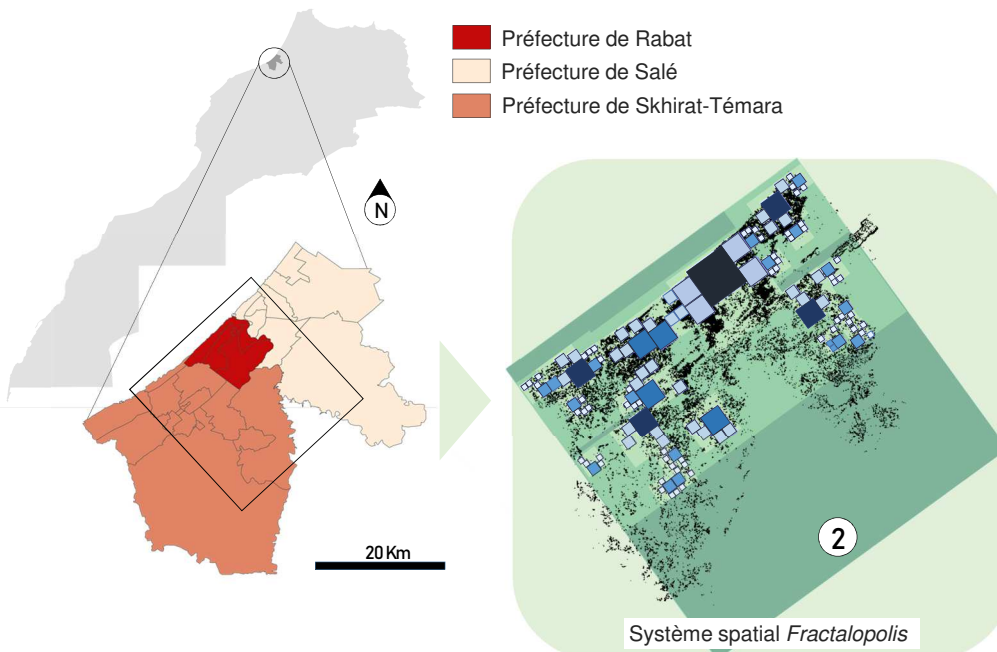 Préfecture de Rabat
Préfecture de Salé
Préfecture de Skhirat-Témara
N
20 Km
2
Système spatial Fractalopolis